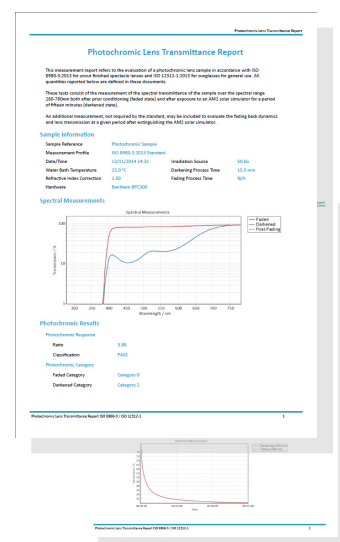 Photochromic Lens Transmittance Report
Photochromic Lens Transmittance Report
This measurement report refers to the evaluation of a photochromic lens sample in accordance with ISO
8980-3:2013 for uncut finished spectacle lenses and ISO 12312-1:2013 for sunglasses for general use. All
quantities reported below are defined in these documents.
These tests consist of the measurement of the spectral transmittance of the sample over the spectral range
280-780nm both after prior conditioning (faded state) and after exposure to an AM2 solar simulator for a period
of fifteen minutes (darkened state).
An additional measurement, not required by the standard, may be included to evaluate the fading back dynamics
and lens transmission at a given period after extinguishing the AM2 solar simulator.
Sample Information
Sample Reference Photochromic Sample
Measurement Profile ISO 8980-3:2013 Standard
Date/Time 12/11/2014 14:23 Irradiation Source 50 klx
Water Bath Temperature 23.0 °C Darkening Process Time 15.0 min
Refractive Index Correction 1.50 Fading Process Time N/A
Hardware Bentham BPC300
Spectral Measurements
Spectral Measurements
Faded
Darkened
Post-Fading
Transmission / %
100
10
1
300 350 400 450 500 550 600 650 700 750
Wavelength / nm
Photochromic Results
Photochromic Response
Ratio
Classification PASS
Photochromic Category
Faded Category Category 0
Darkened Category Category 2
Photochromic Lens Transmittance Report ISO 8980-3 / ISO 12312-1 1
Photochromic Lens Transmittance Report ISO 8980-3 / ISO 12312-1 2